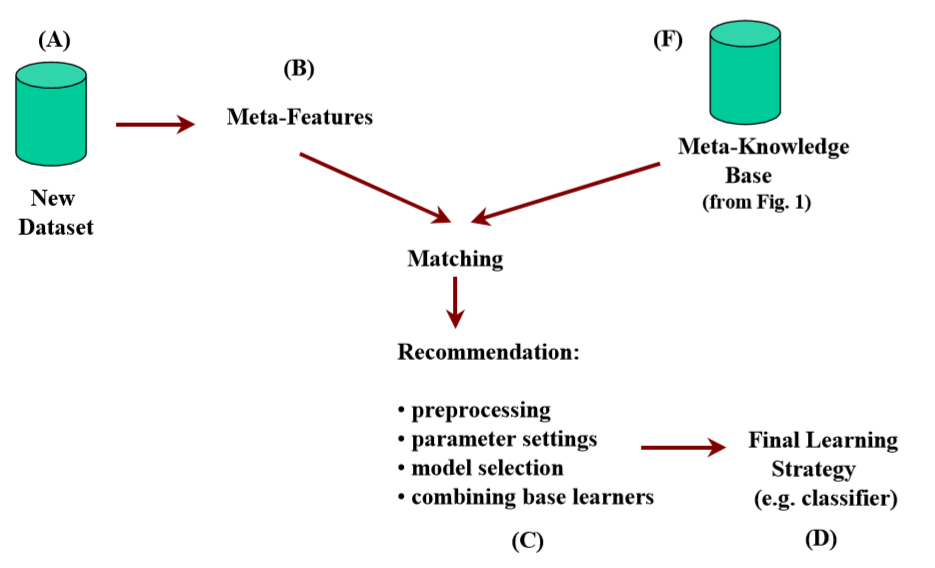 (A)
New
Dataset
(B)
Meta-Features
(F)
Meta-Knowledge
Base
(from Fig. 1)
Matching
Recommendation:
• preprocessing
• parameter settings
• model selection
• combining base learners
(C)
Final Learning
Strategy
(e.g. classifier)
(D)